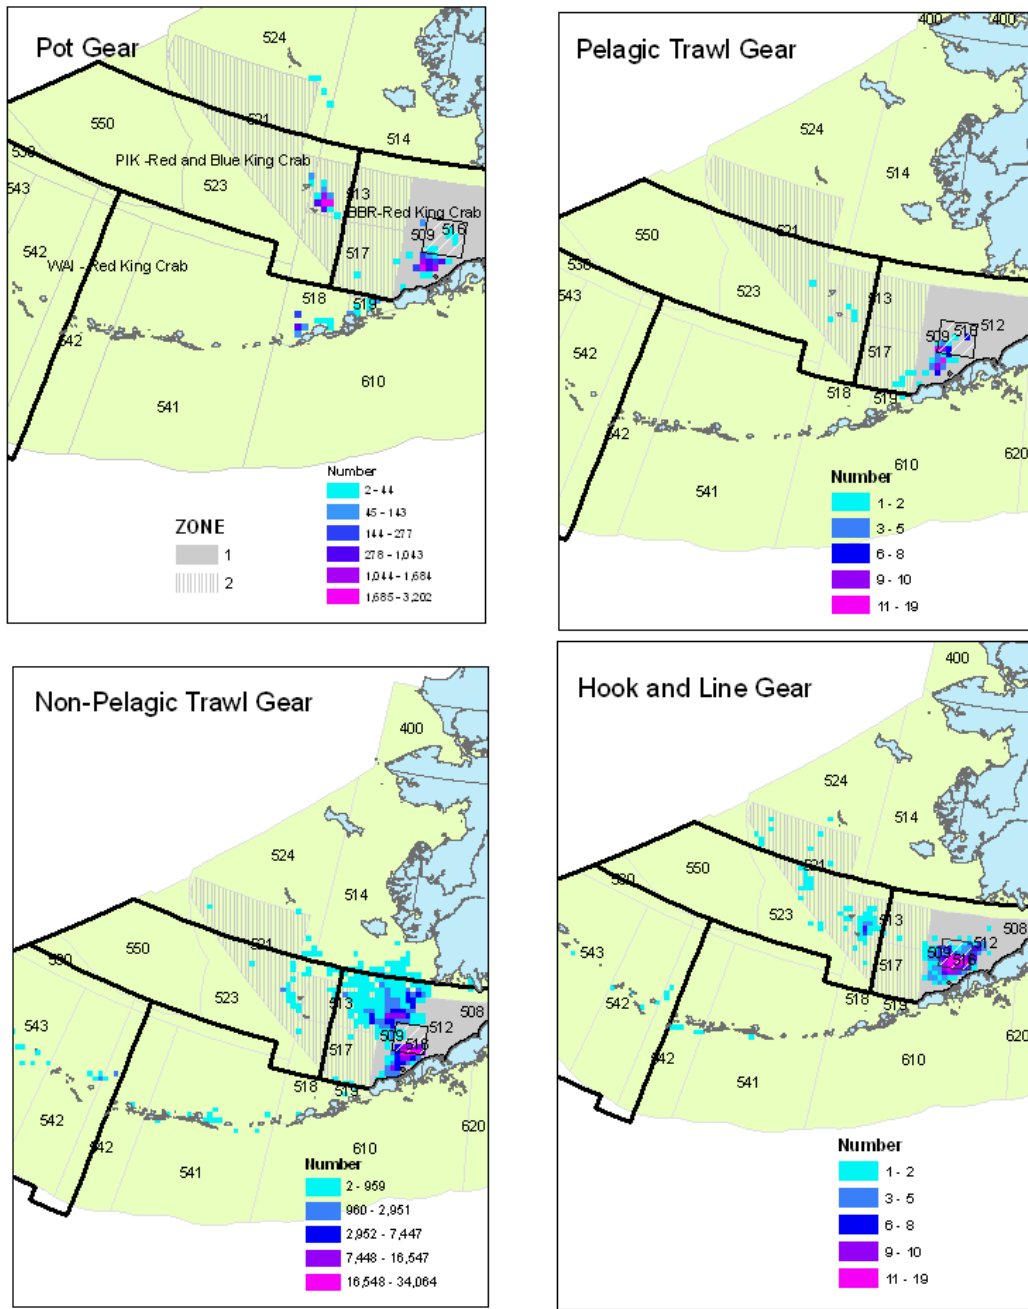 Pot Gear
524
550
521
514
530
PIK -Red and Blue King Crab
543
523
513
BBR-Red King Crab
509
516
542
WAI - Red King Crab
517
518
519
542
610
541
Number
2 - 44
45 - 143
144 - 277
278 - 1,043
1,044 - 1,684
1,685 - 3,202
ZONE
1
2
400
400
Pelagic Trawl Gear
524
514
550
521
530
543
523
513
512
516
509
542
517
518
519
542
610
620
541
Number
1 - 2
3 - 5
6 - 8
9 - 10
11 - 19
Non-Pelagic Trawl Gear
400
524
514
550
521
530
523
513
508
543
512
509
516
517
518
519
542
542
620
610
541
Number
2 - 959
960 - 2,951
2,952 - 7,447
7,448 - 16,547
16,548 - 34,064
400
Hook and Line Gear
524
514
550
521
530
523
513
508
512
509
516
543
517
542
518
519
620
542
610
541
Number
1 - 2
3 - 5
6 - 8
9 - 10
11 - 19